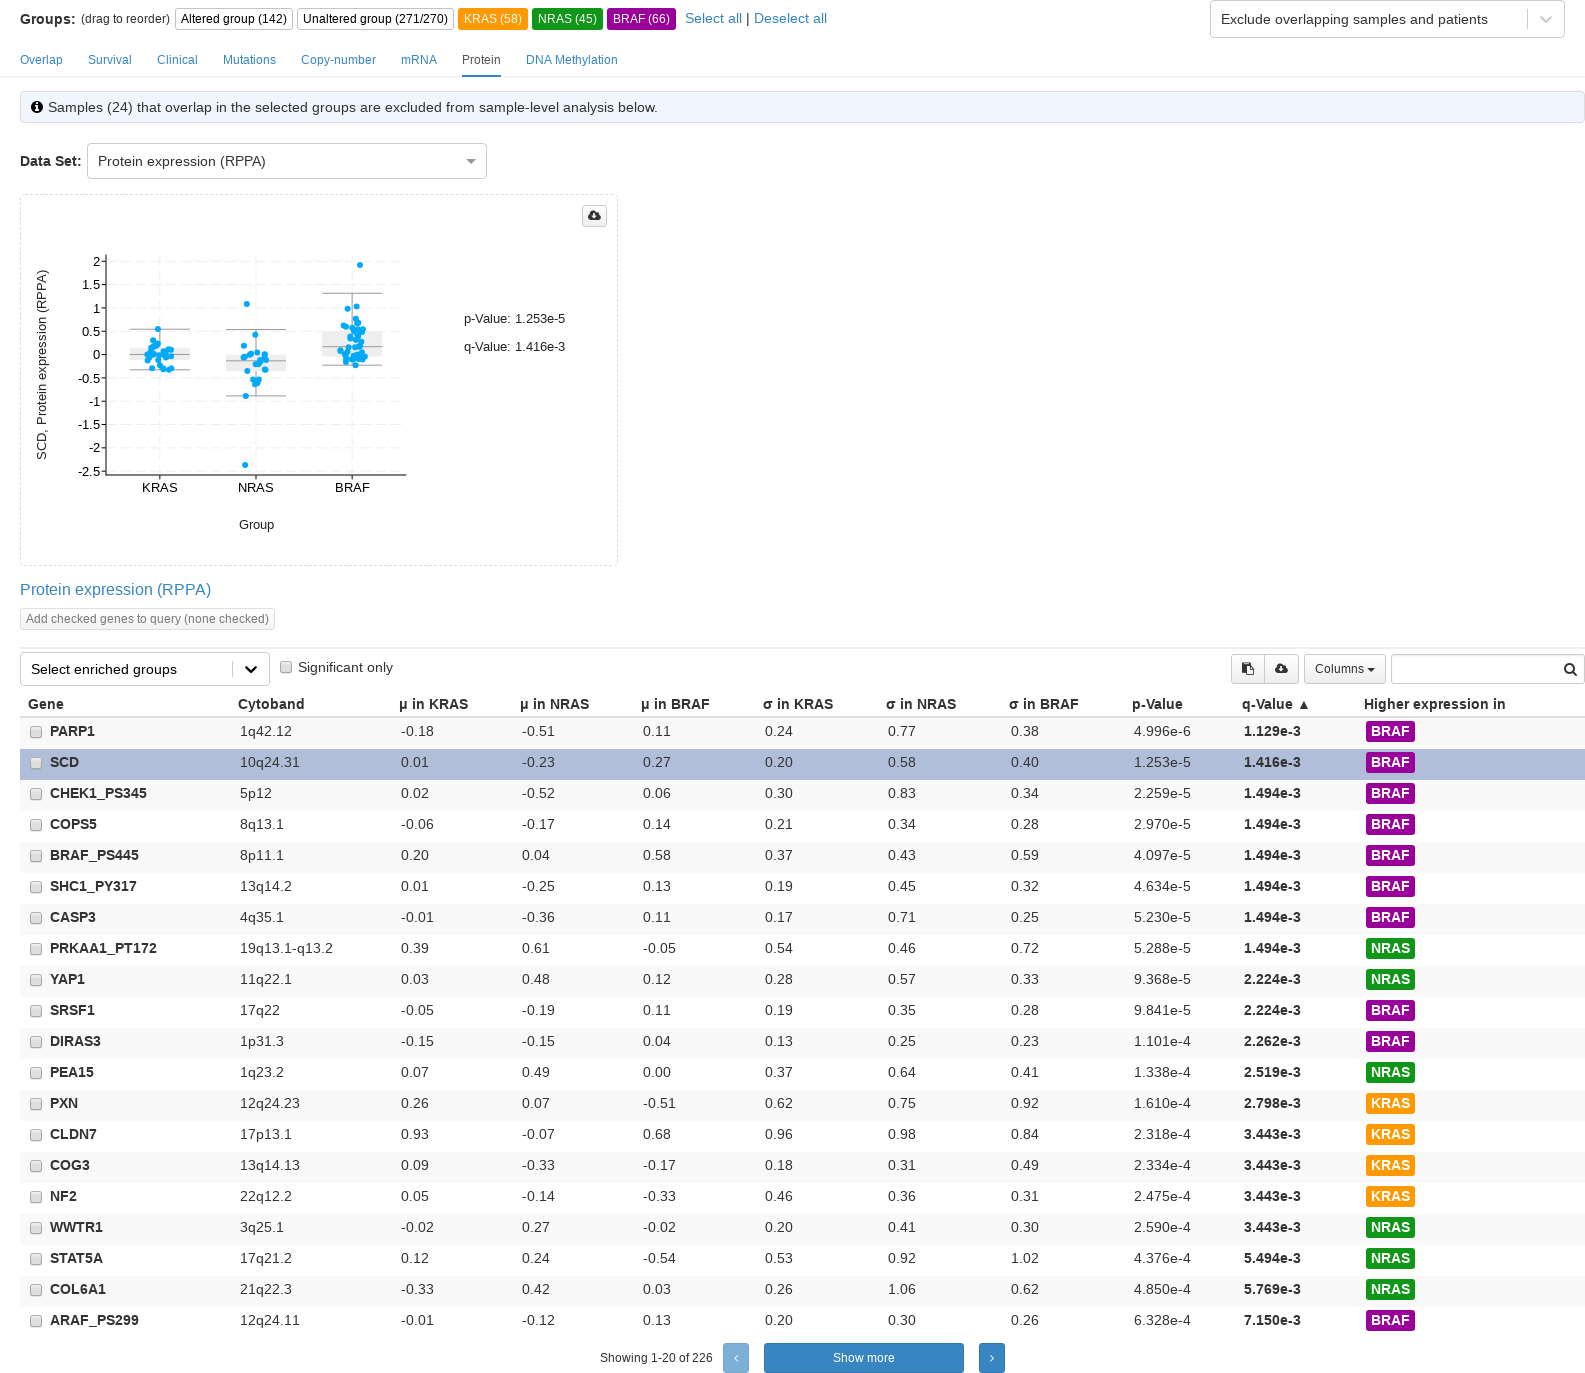 Groups: (drag to reorder) Altered group (142) Unaltered group (271/270) KRAS (58) NRAS (45) BRAF (66) Select all | Deselect all Exclude overlapping samples and patients
Overlap Survival Clinical Mutations Copy-number mRNA Protein DNA Methylation
Samples (24) that overlap in the selected groups are excluded from sample-level analysis below.
Data Set: Protein expression (RPPA)
SCD, Protein expression (RPPA)
2
1.5
1
0.5
0
-0.5
-1
-1.5
-2
-2.5
KRAS NRAS BRAF
Group
p-Value: 1.253e-5
q-Value: 1.416e-3
Protein expression (RPPA)
Add checked genes to query (none checked)
Select enriched groups Significant only Columns
Gene Cytoband μ in KRAS μ in NRAS μ in BRAF σ in KRAS σ in NRAS σ in BRAF p-Value q-Value ▲ Higher expression in
PARP1 1q42.12 -0.18 -0.51 0.11 0.24 0.77 0.38 4.996e-6 1.129e-3 BRAF
SCD 10q24.31 0.01 -0.23 0.27 0.20 0.58 0.40 1.253e-5 1.416e-3 BRAF
CHEK1_PS345 5p12 0.02 -0.52 0.06 0.30 0.83 0.34 2.259e-5 1.494e-3 BRAF
COPS5 8q13.1 -0.06 -0.17 0.14 0.21 0.34 0.28 2.970e-5 1.494e-3 BRAF
BRAF_PS445 8p11.1 0.20 0.04 0.58 0.37 0.43 0.59 4.097e-5 1.494e-3 BRAF
SHC1_PY317 13q14.2 0.01 -0.25 0.13 0.19 0.45 0.32 4.634e-5 1.494e-3 BRAF
CASP3 4q35.1 -0.01 -0.36 0.11 0.17 0.71 0.25 5.230e-5 1.494e-3 BRAF
PRKAA1_PT172 19q13.1-q13.2 0.39 0.61 -0.05 0.54 0.46 0.72 5.288e-5 1.494e-3 NRAS
YAP1 11q22.1 0.03 0.48 0.12 0.28 0.57 0.33 9.368e-5 2.224e-3 NRAS
SRSF1 17q22 -0.05 -0.19 0.11 0.19 0.35 0.28 9.841e-5 2.224e-3 BRAF
DIRAS3 1p31.3 -0.15 -0.15 0.04 0.13 0.25 0.23 1.101e-4 2.262e-3 BRAF
PEA15 1q23.2 0.07 0.49 0.00 0.37 0.64 0.41 1.338e-4 2.519e-3 NRAS
PXN 12q24.23 0.26 0.07 -0.51 0.62 0.75 0.92 1.610e-4 2.798e-3 KRAS
CLDN7 17p13.1 0.93 -0.07 0.68 0.96 0.98 0.84 2.318e-4 3.443e-3 KRAS
COG3 13q14.13 0.09 -0.33 -0.17 0.18 0.31 0.49 2.334e-4 3.443e-3 KRAS
NF2 22q12.2 0.05 -0.14 -0.33 0.46 0.36 0.31 2.475e-4 3.443e-3 KRAS
WWTR1 3q25.1 -0.02 0.27 -0.02 0.20 0.41 0.30 2.590e-4 3.443e-3 NRAS
STAT5A 17q21.2 0.12 0.24 -0.54 0.53 0.92 1.02 4.376e-4 5.494e-3 NRAS
COL6A1 21q22.3 -0.33 0.42 0.03 0.26 1.06 0.62 4.850e-4 5.769e-3 NRAS
ARAF_PS299 12q24.11 -0.01 -0.12 0.13 0.20 0.30 0.26 6.328e-4 7.150e-3 BRAF
Showing 1-20 of 226 ‹ Show more ›